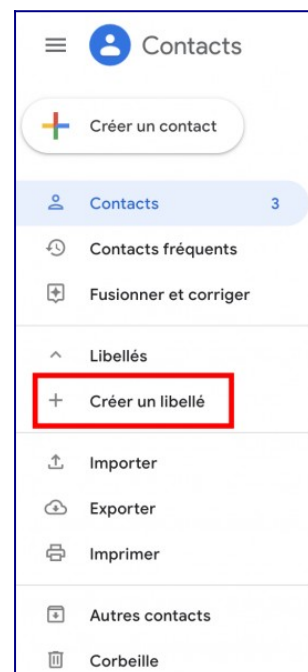 Contacts
Créer un contact
Contacts 3
Contacts fréquents
Fusionner et corriger
Libellés
Créer un libellé
Importer
Exporter
Imprimer
Autres contacts
Corbeille